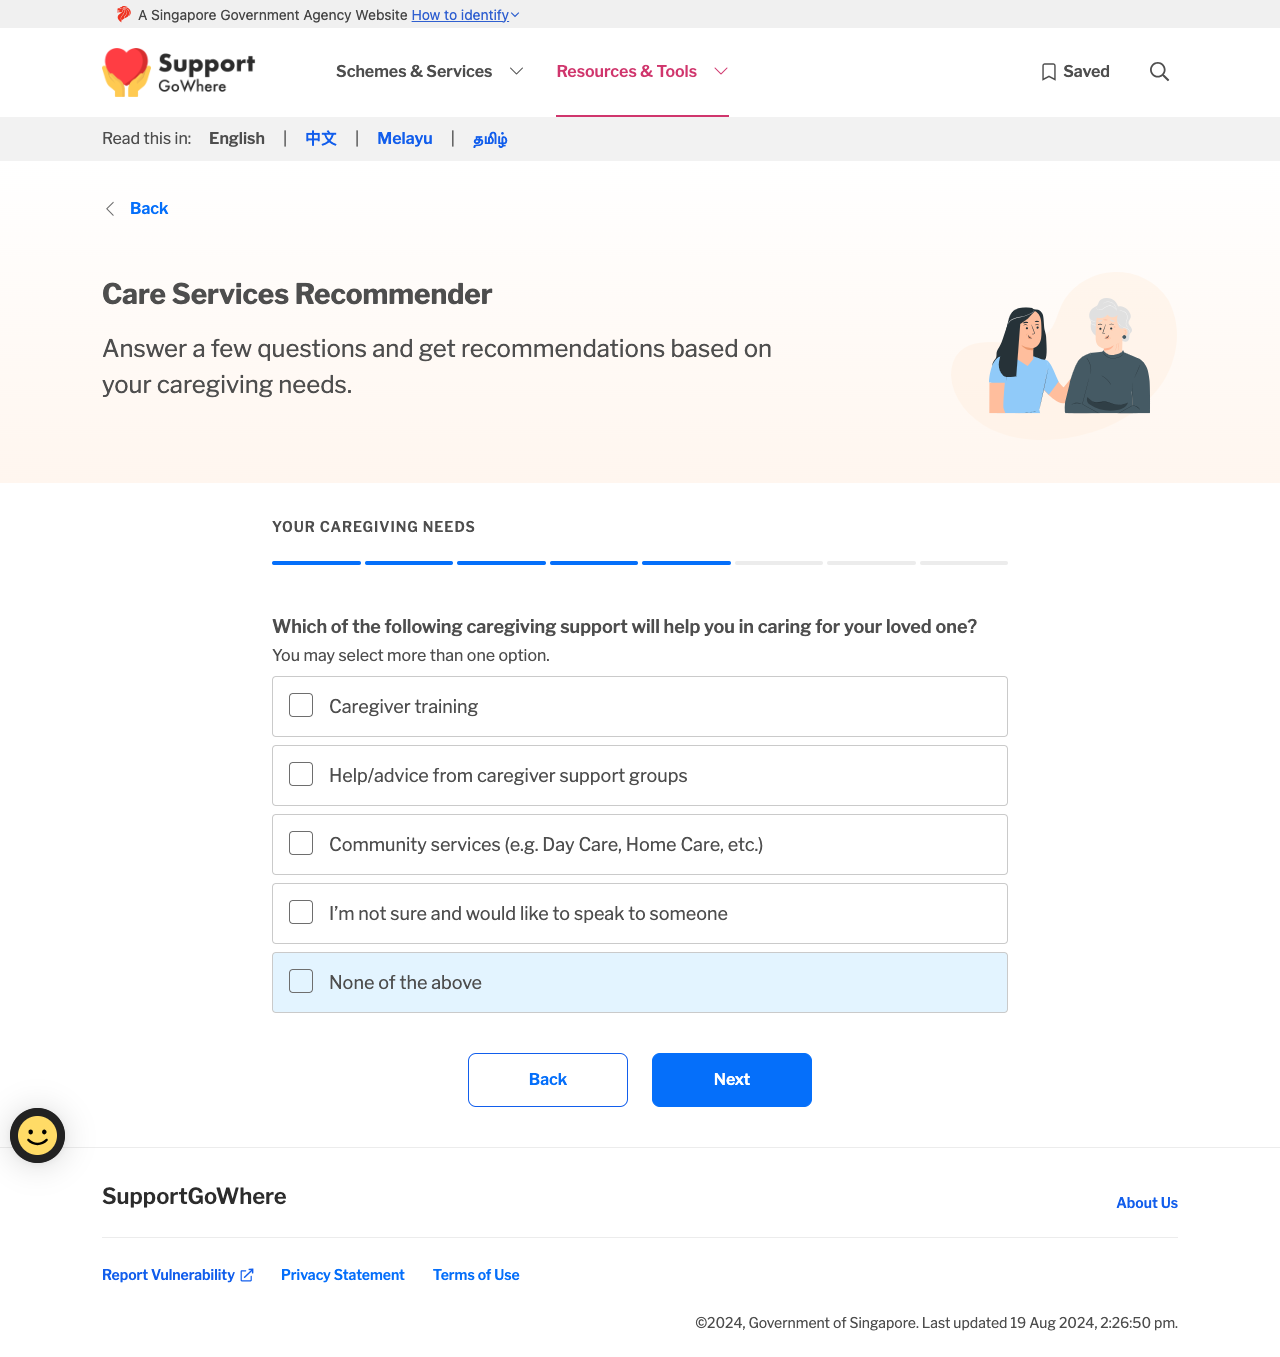 A Singapore Government Agency Website How to identify
Support
GoWhere
Schemes & Services
Resources & Tools
Saved
Read this in: English | 中文 | Melayu | தமிழ்
Back
Care Services Recommender
Answer a few questions and get recommendations based on
your caregiving needs.
YOUR CAREGIVING NEEDS
Which of the following caregiving support will help you in caring for your loved one?
You may select more than one option.
Caregiver training
Help/advice from caregiver support groups
Community services (e.g. Day Care, Home Care, etc.)
I’m not sure and would like to speak to someone
None of the above
Back
Next
SupportGoWhere
About Us
Report Vulnerability
Privacy Statement
Terms of Use
©2024, Government of Singapore. Last updated 19 Aug 2024, 2:26:50 pm.